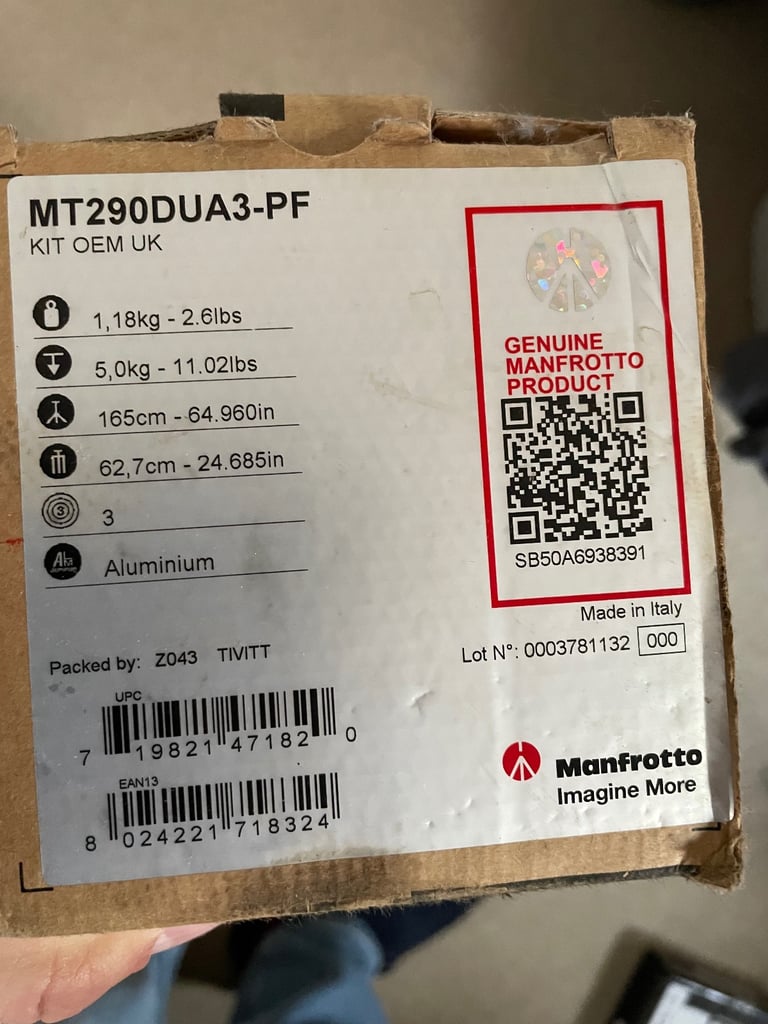 MT290DUA3-PF
KIT OEM UK
1,18kg - 2.6lbs
5,0kg - 11.02lbs
165cm - 64.960in
62,7cm - 24.685in
3
3
Alu
Aluminium
GENUINE
MANFROTTO
PRODUCT
SB50A6938391
Made in Italy
Lot N°: 0003781132 000
Packed by: Z043 TIVITT
UPC
7 19821 47182 0
EAN13
8 024221 718324
Manfrotto
Imagine More